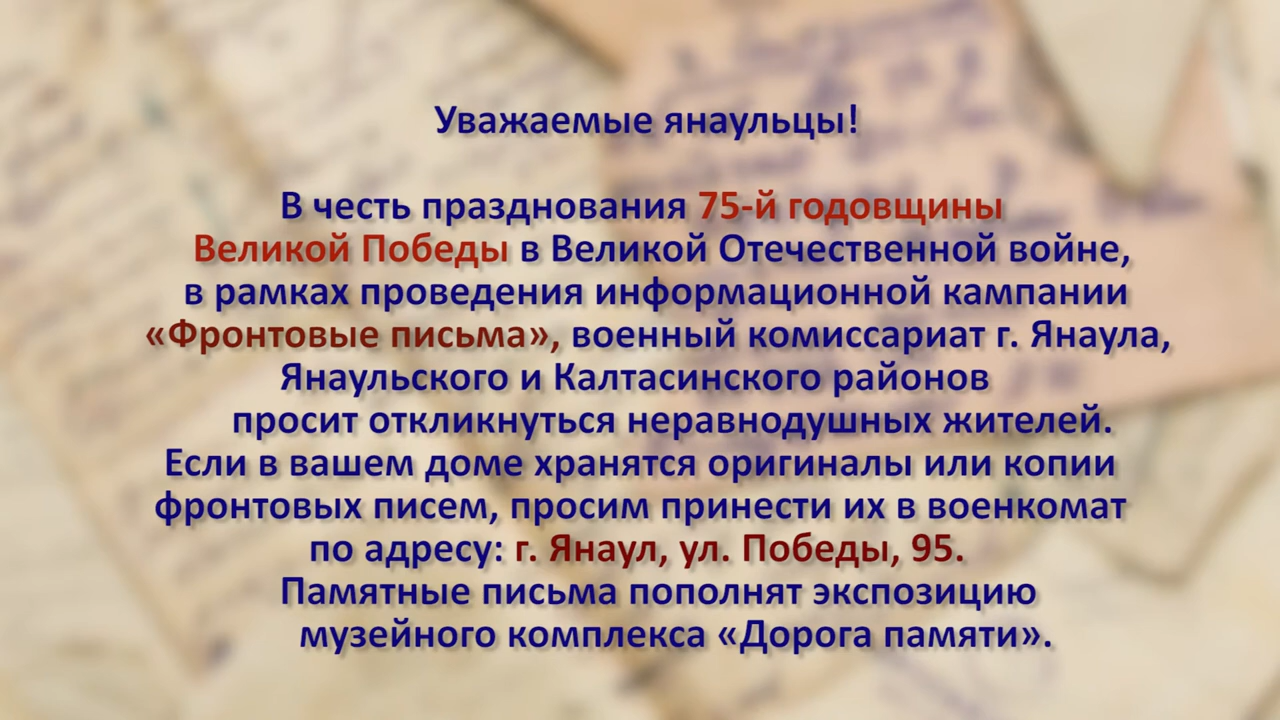 Уважаемые янаульцы!
В честь празднования 75-й годовщины
Великой Победы в Великой Отечественной войне,
в рамках проведения информационной кампании
«Фронтовые письма», военный комиссариат г. Янаула,
Янаульского и Калтасинского районов
просит откликнуться неравнодушных жителей.
Если в вашем доме хранятся оригиналы или копии
фронтовых писем, просим принести их в военкомат
по адресу: г. Янаул, ул. Победы, 95.
Памятные письма пополнят экспозицию
музейного комплекса «Дорога памяти».